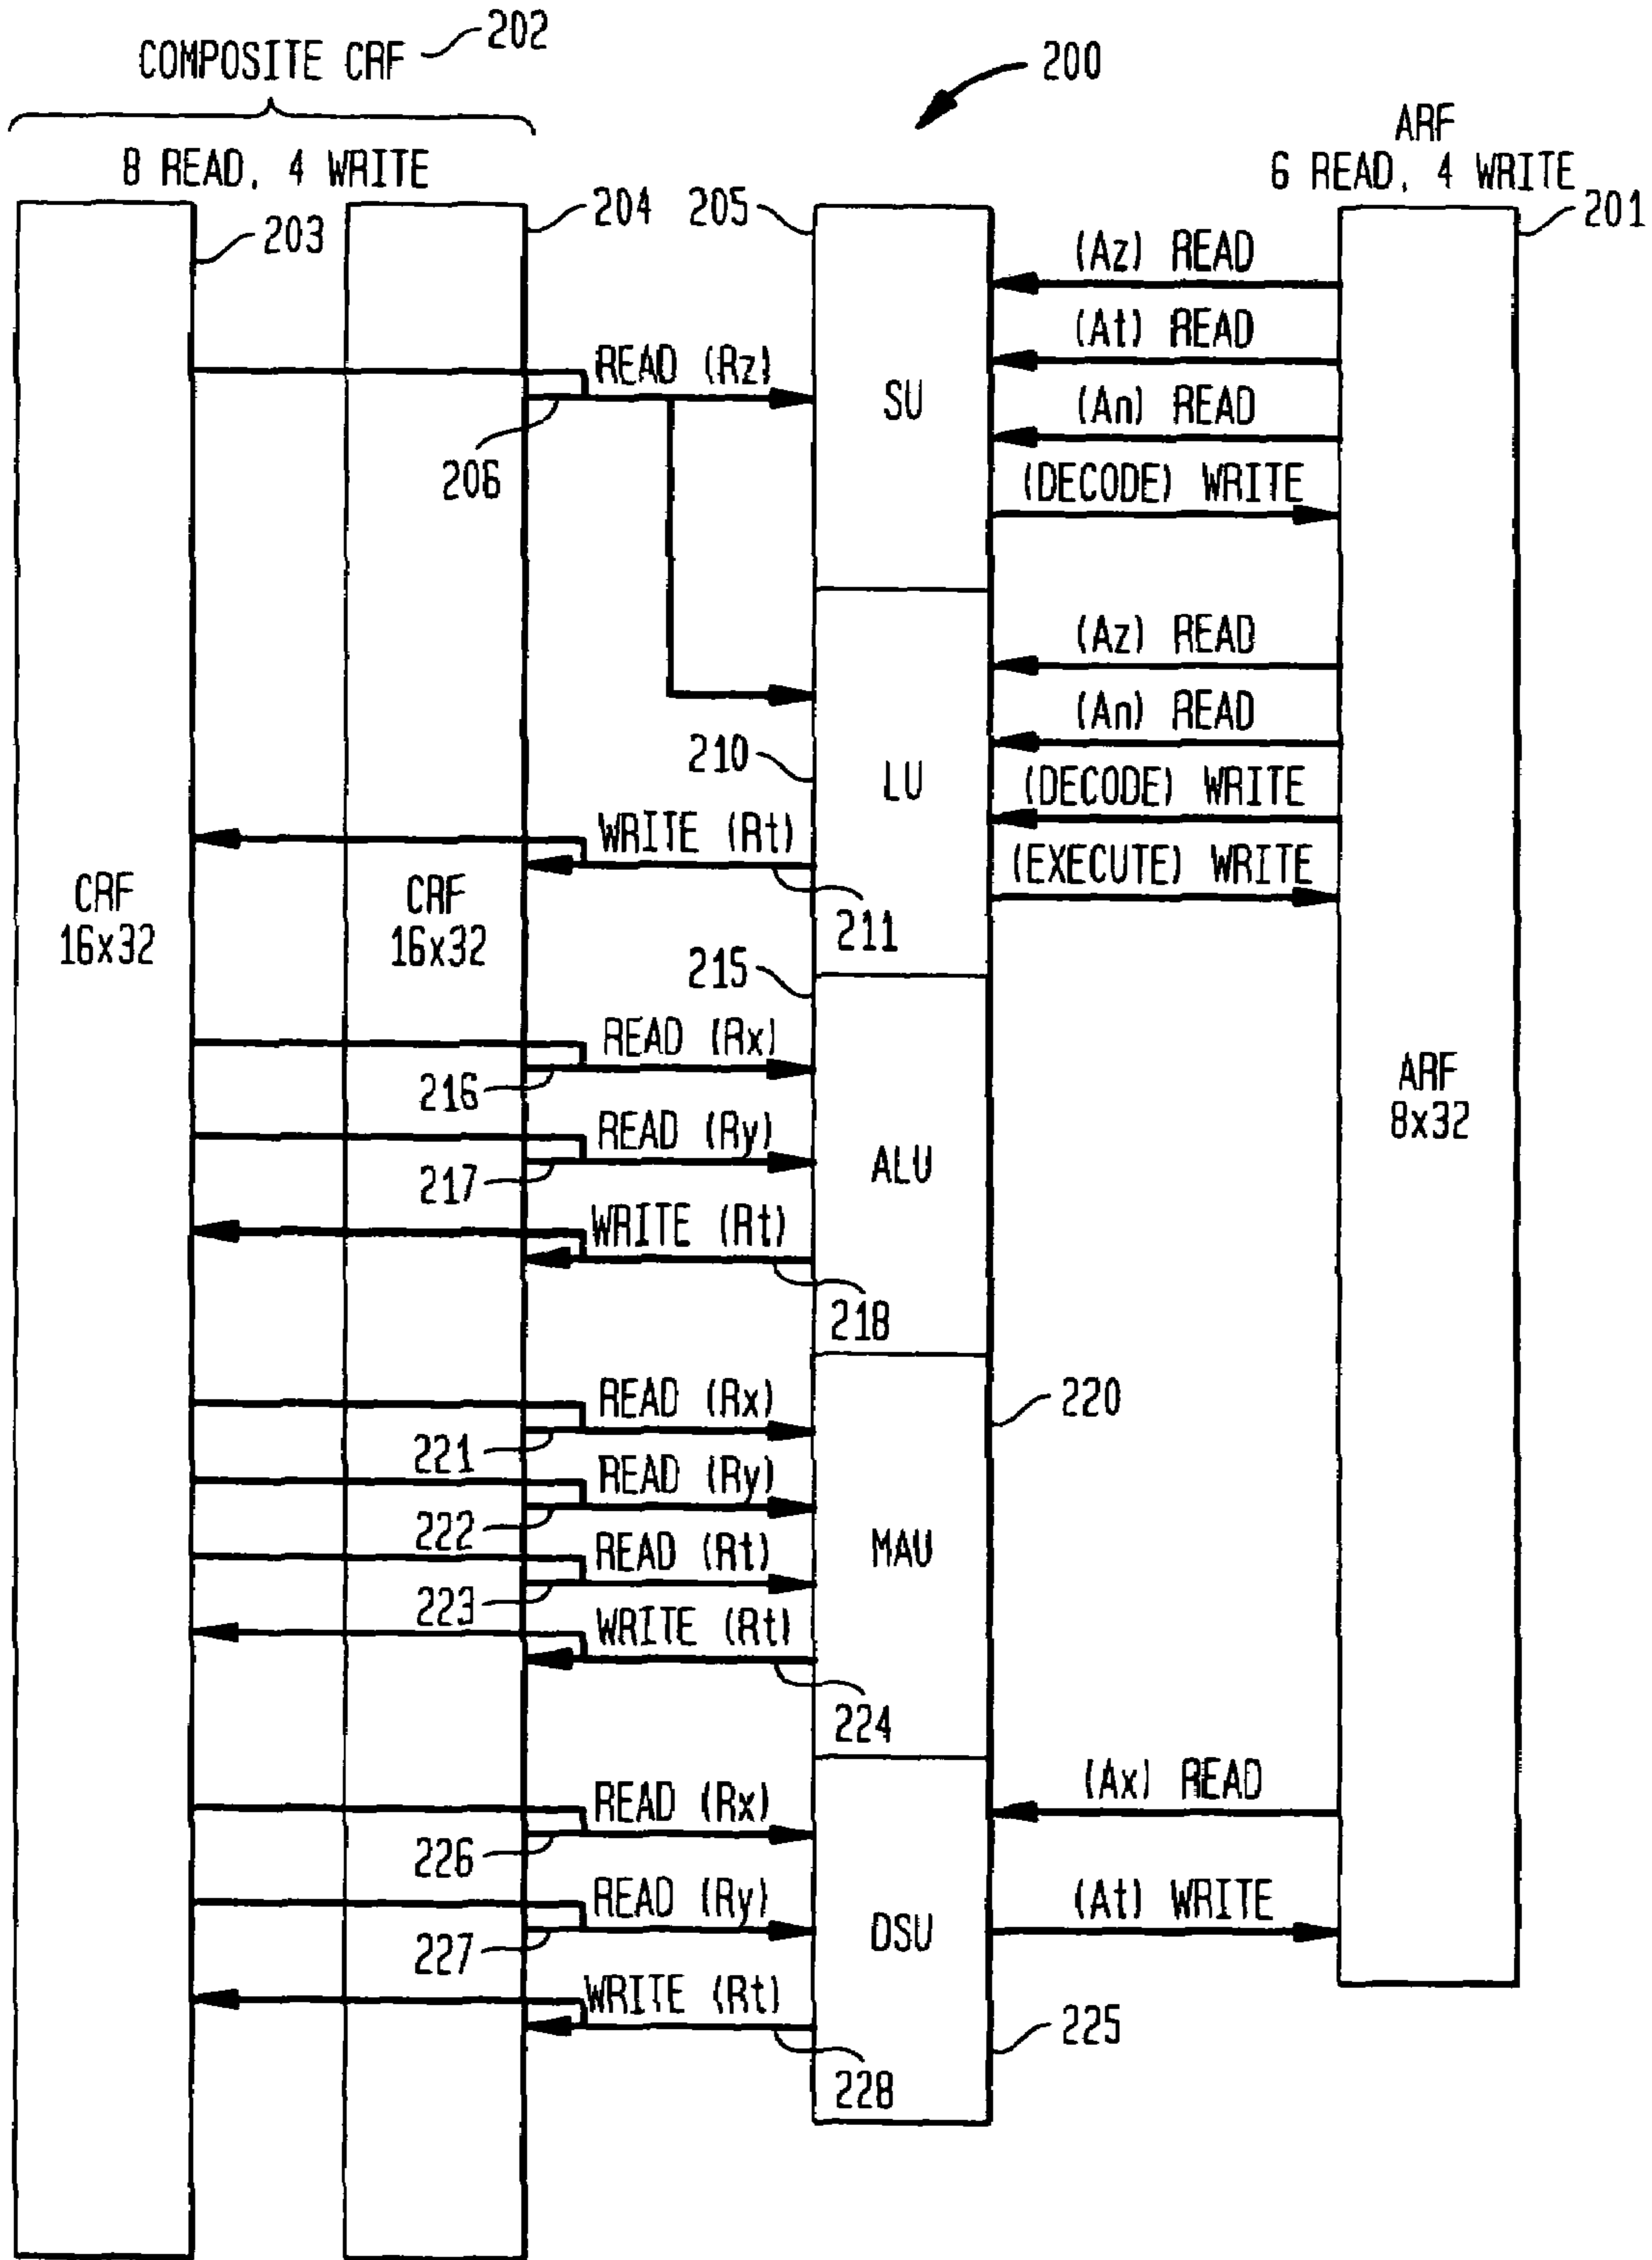 COMPOSITE CRF 202
200
8 READ, 4 WRITE
ARF
6 READ, 4 WRITE
203
204
205
201
(Az) READ
(At) READ
READ (Rz)
SU
(An) READ
206
(DECODE) WRITE
(Az) READ
(An) READ
210
LU
(DECODE) WRITE
WRITE (Rt)
(EXECUTE) WRITE
CRF
16x32
CRF
16x32
211
215
READ (Rx)
216
ARF
8x32
READ (Ry)
217
ALU
WRITE (Rt)
218
READ (Rx)
220
221
READ (Ry)
222
MAU
READ (Rt)
223
WRITE (Rt)
224
READ (Rx)
(Ax) READ
226
READ (Ry)
(At) WRITE
227
DSU
WRITE (Rt)
225
228